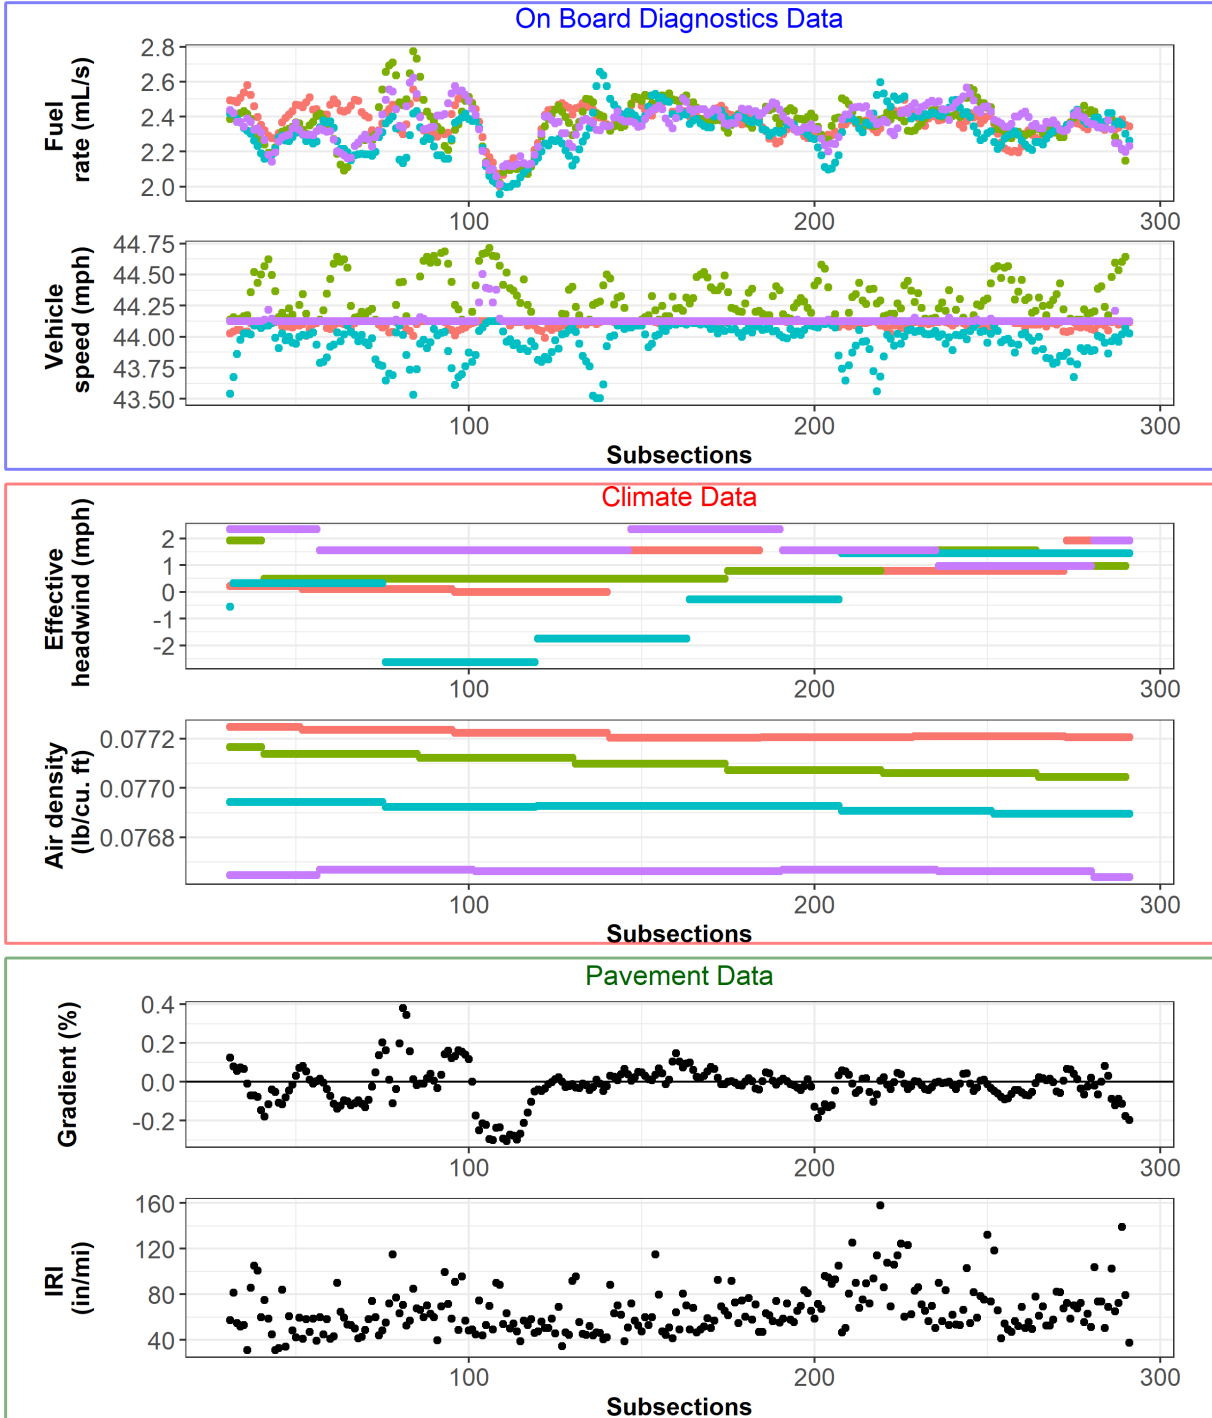 On Board Diagnostics Data
Fuel
rate (mL/s)
2.8
2.6
2.4
2.2
2.0
100
200
300
Vehicle
speed (mph)
44.75
44.50
44.25
44.00
43.75
43.50
100
200
300
Subsections
Climate Data
Effective
headwind (mph)
2
1
0
-1
-2
100
200
300
Air density
(lb/cu. ft)
0.0772
0.0770
0.0768
100
200
300
Subsections
Pavement Data
Gradient (%)
0.4
0.2
0.0
-0.2
100
200
300
IRI
(in/mi)
160
120
80
40
100
200
300
Subsections